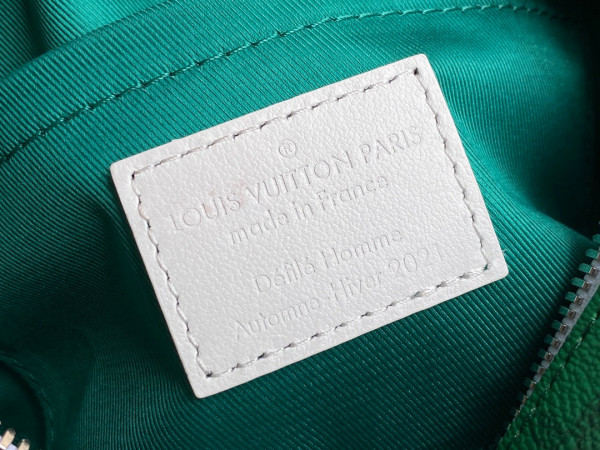 ®
LOUIS VUITTON PARIS
made in France
Défilé Homme
Automne-Hiver 2021